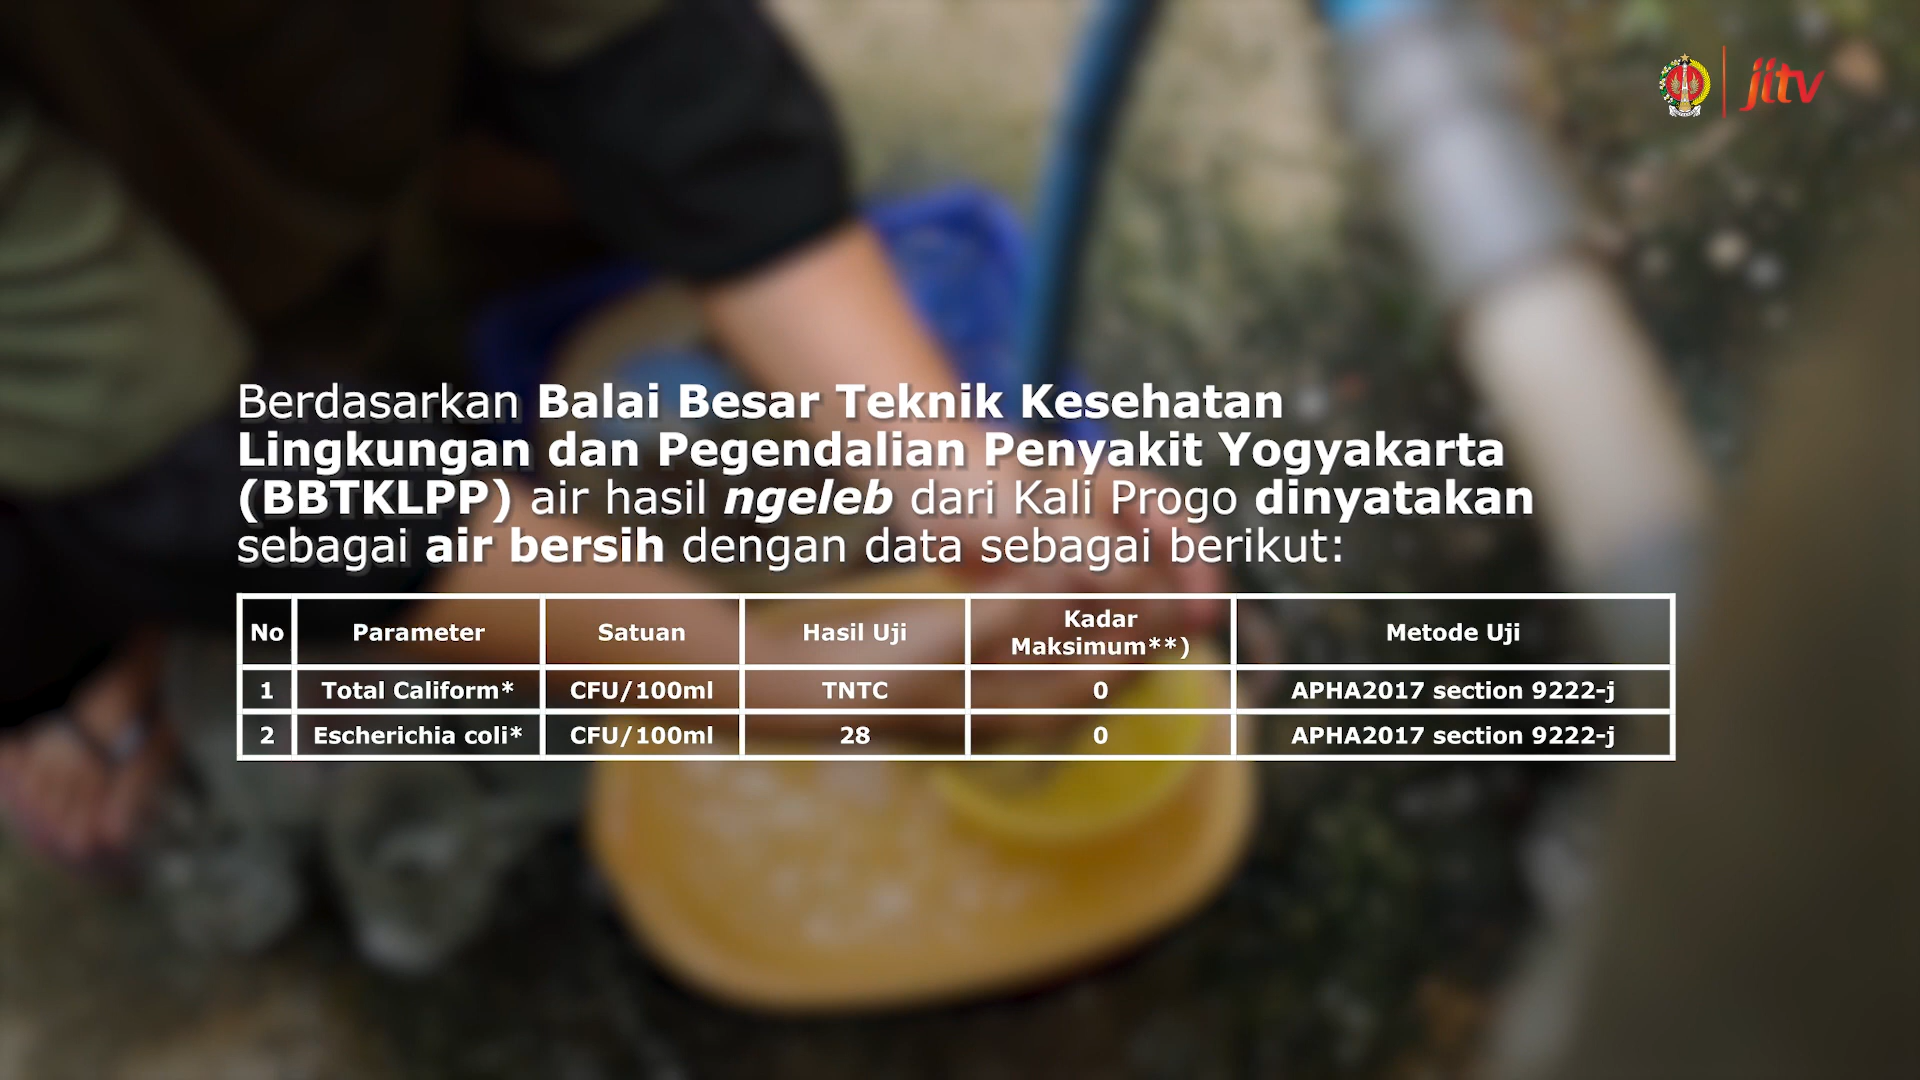 jitv
Berdasarkan Balai Besar Teknik Kesehatan
Lingkungan dan Pegendalian Penyakit Yogyakarta
(BBTKLPP) air hasil ngeleb dari Kali Progo dinyatakan
sebagai air bersih dengan data sebagai berikut:
No Parameter Satuan Hasil Uji Kadar Maksimum**) Metode Uji
1 Total Caliform* CFU/100ml TNTC 0 APHA2017 section 9222-j
2 Escherichia coli* CFU/100ml 28 0 APHA2017 section 9222-j